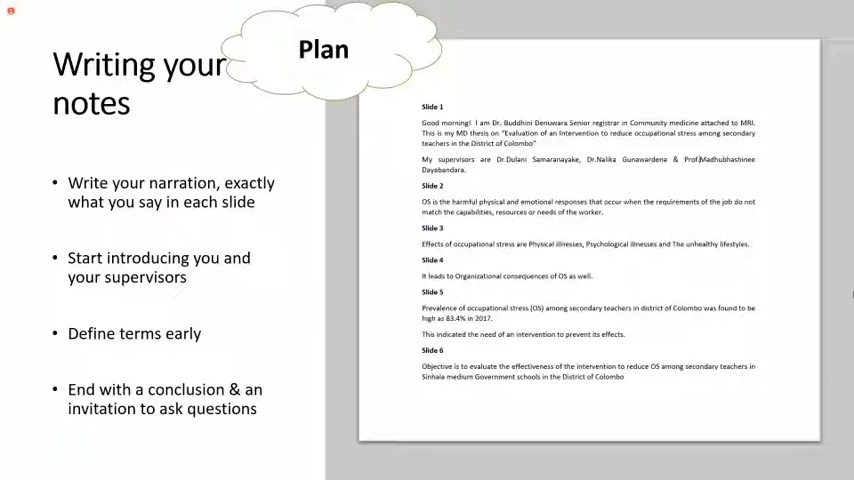 Plan
Writing your
notes
• Write your narration, exactly
what you say in each slide
• Start introducing you and
your supervisors
• Define terms early
• End with a conclusion & an
invitation to ask questions
Slide 1
Good morning! I am Dr. Buddhini Denuwara Senior registrar in Community medicine attached to MRI.
This is my MD thesis on "Evaluation of an Intervention to reduce occupational stress among secondary
teachers in the District of Colombo"
My supervisors are Dr.Dulani Samaranayake, Dr.Nalika Gunawardena & Prof.Madhubhashinee
Dayabandara.
Slide 2
OS is the harmful physical and emotional responses that occur when the requirements of the job do not
match the capabilities, resources or needs of the worker.
Slide 3
Effects of occupational stress are Physical illnesses, Psychological illnesses and The unhealthy lifestyles.
Slide 4
It leads to Organizational consequences of OS as well.
Slide 5
Prevalence of occupational stress (OS) among secondary teachers in district of Colombo was found to be
high as 83.4% in 2017.
This indicated the need of an intervention to prevent its effects.
Slide 6
Objective is to evaluate the effectiveness of the intervention to reduce OS among secondary teachers in
Sinhala medium Government schools in the District of Colombo